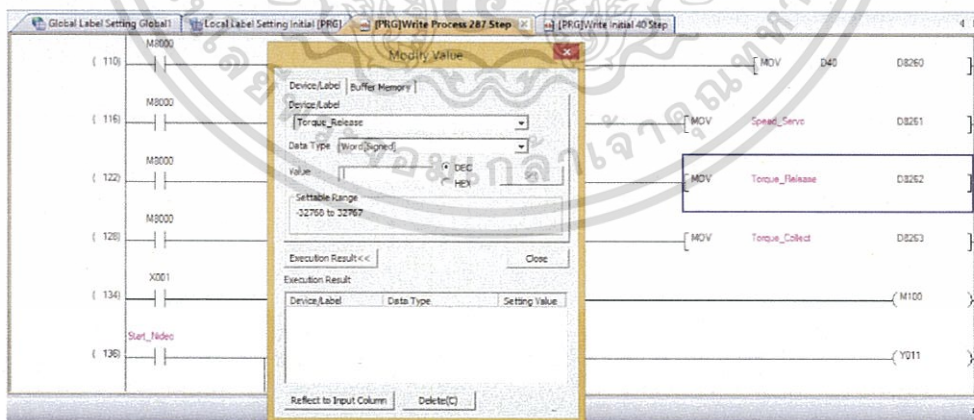 Global Label Setting Global1 Local Label Setting Initial [PRG] [PRG]Write Process 287 Step [PRG]Write Initial 40 Step
M8000
( 110) [ MOV D40 D8260 ]
M8000
( 116) [ MOV Speed_Servo D8261 ]
M8000
( 122) [ MOV Torque_Release D8262 ]
M8000
( 128) [ MOV Torque_Collect D8263 ]
X001
( 134) ( M100 )
Start_Nidec
( 136) ( Y011 )
Modify Value
Device/Label Buffer Memory
Device/Label
Torque_Release
Data Type Word[Signed]
Value DEC
HEX
Settable Range
-32768 to 32767
Execution Result<< Close
Execution Result
Device/Label Data Type Setting Value
Reflect to Input Column Delete(C)